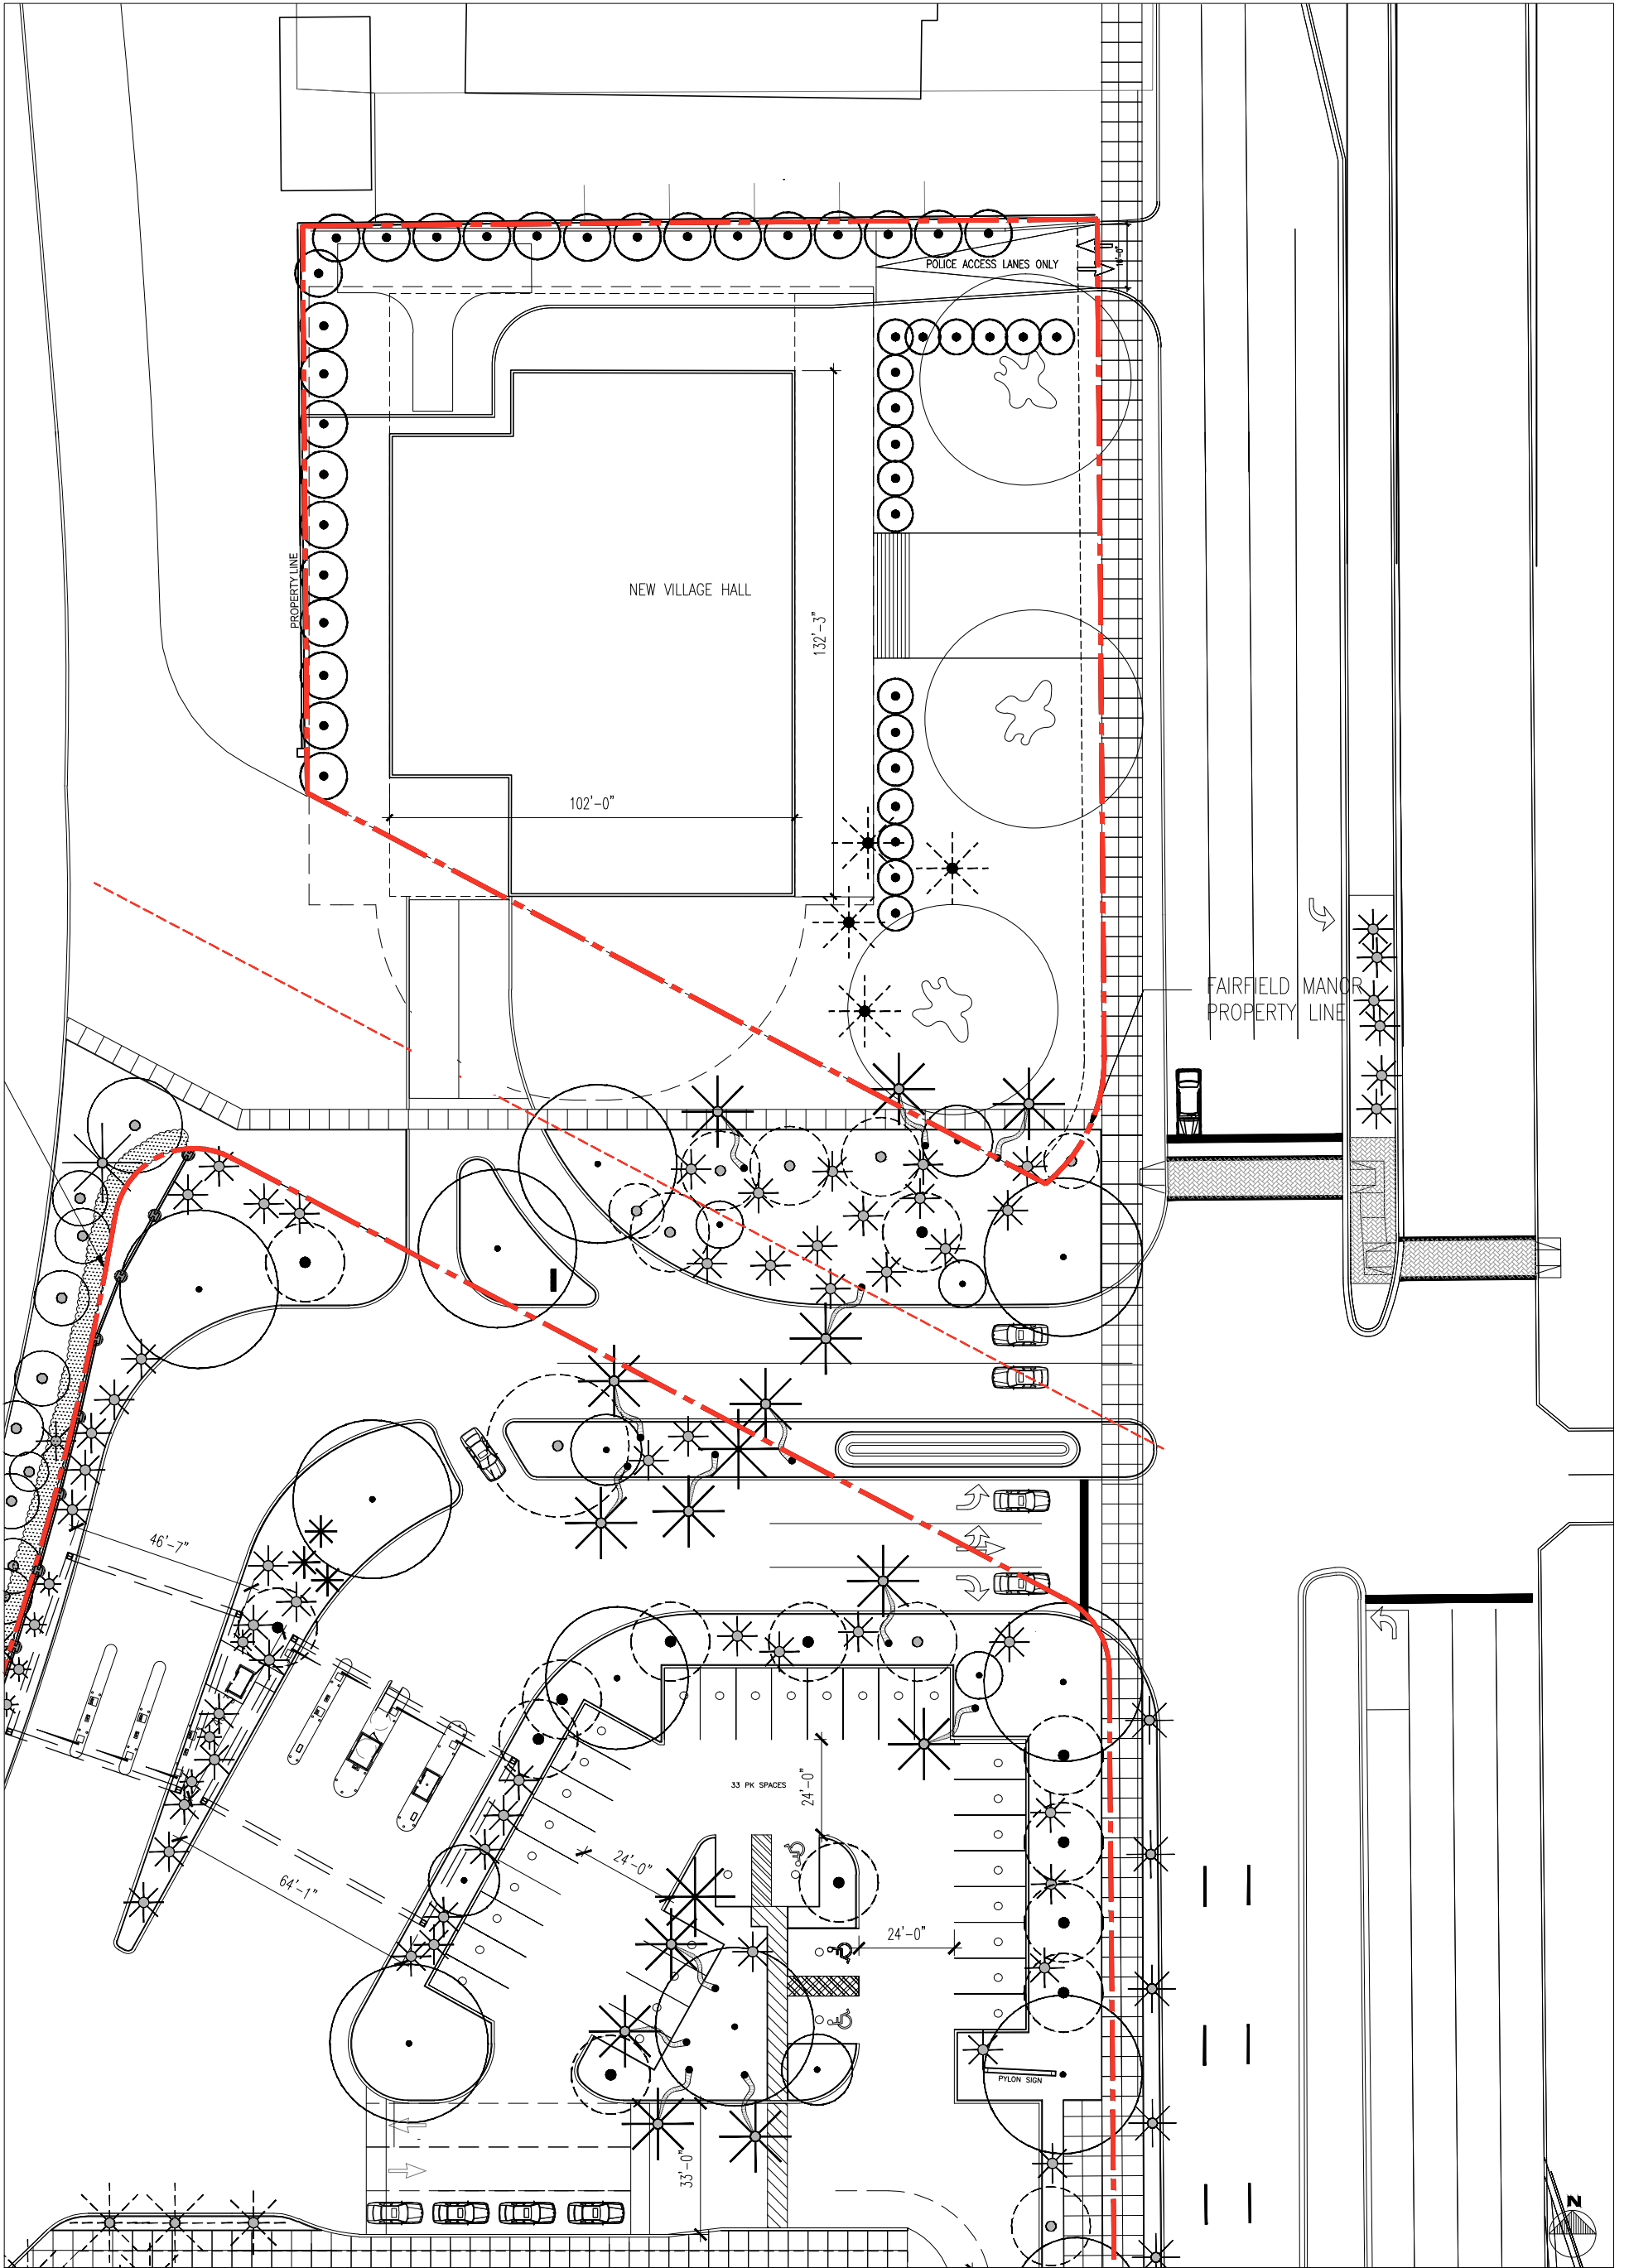 POLICE ACCESS LANES ONLY
PROPERTY LINE
NEW VILLAGE HALL
132'-3"
102'-0"
FAIRFIELD MANOR
PROPERTY LINE
46'-7"
33 PK SPACES
24'-0"
24'-0"
64'-1"
24'-0"
PYLON SIGN
33'-0"
N